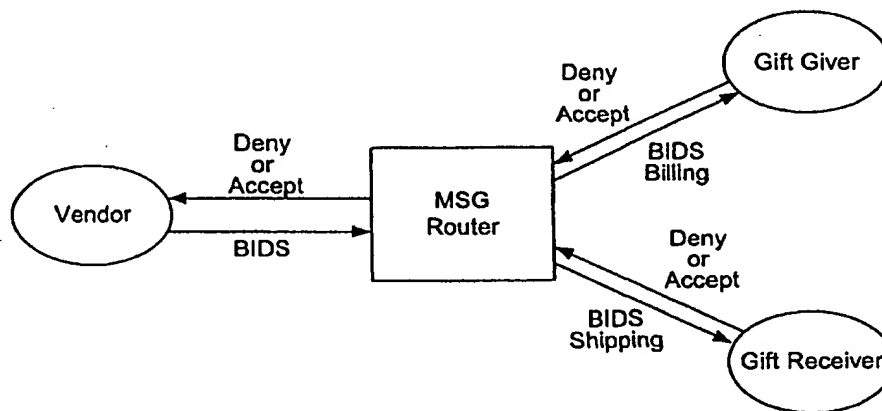 Gift Giver
Deny
or
Accept
BIDS
Billing
Deny
or
Accept
Vendor
BIDS
MSG
Router
Deny
or
Accept
BIDS
Shipping
Gift Receiver